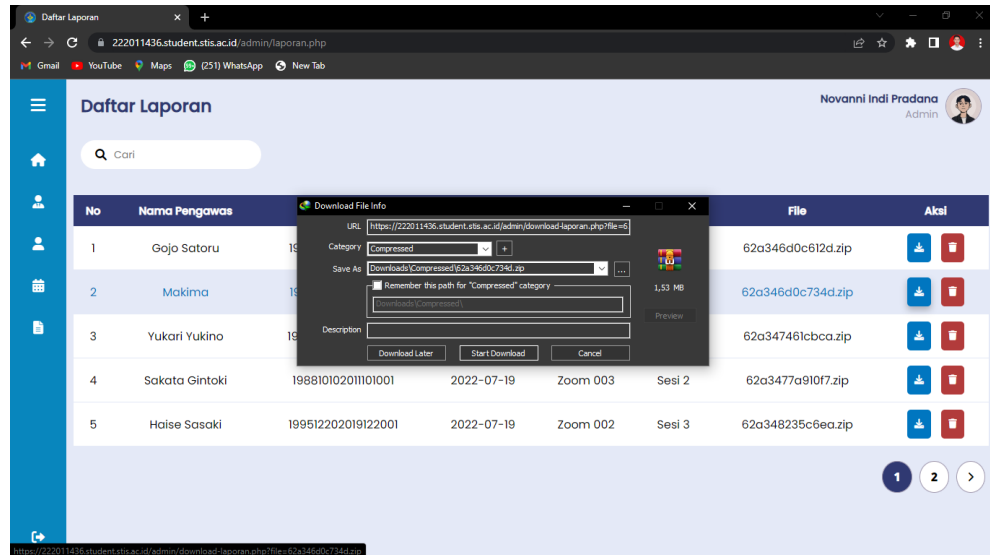 Daftar Laporan
222011436.student.stis.ac.id/admin/laporan.php
Gmail YouTube Maps (251) WhatsApp New Tab
Daftar Laporan
Novanni Indi Pradana
Admin
Cari
No Nama Pengawas File Aksi
Download File Info
URL https://222011436.student.stis.ac.id/admin/download-laporan.php?file=6
Category Compressed
Save As Downloads\Compressed\62a346d0c734d.zip
Remember this path for "Compressed" category
Downloads\Compressed\
1,53 MB
Preview
Description
Download Later Start Download Cancel
1 Gojo Satoru 19 62a346d0c612d.zip
2 Makima 19 62a346d0c734d.zip
3 Yukari Yukino 19 62a347461cbca.zip
4 Sakata Gintoki 198810102011101001 2022-07-19 Zoom 003 Sesi 2 62a3477a910f7.zip
5 Haise Sasaki 199512202019122001 2022-07-19 Zoom 002 Sesi 3 62a348235c6ea.zip
1 2
https://222011436.student.stis.ac.id/admin/download-laporan.php?file=62a346d0c734d.zip